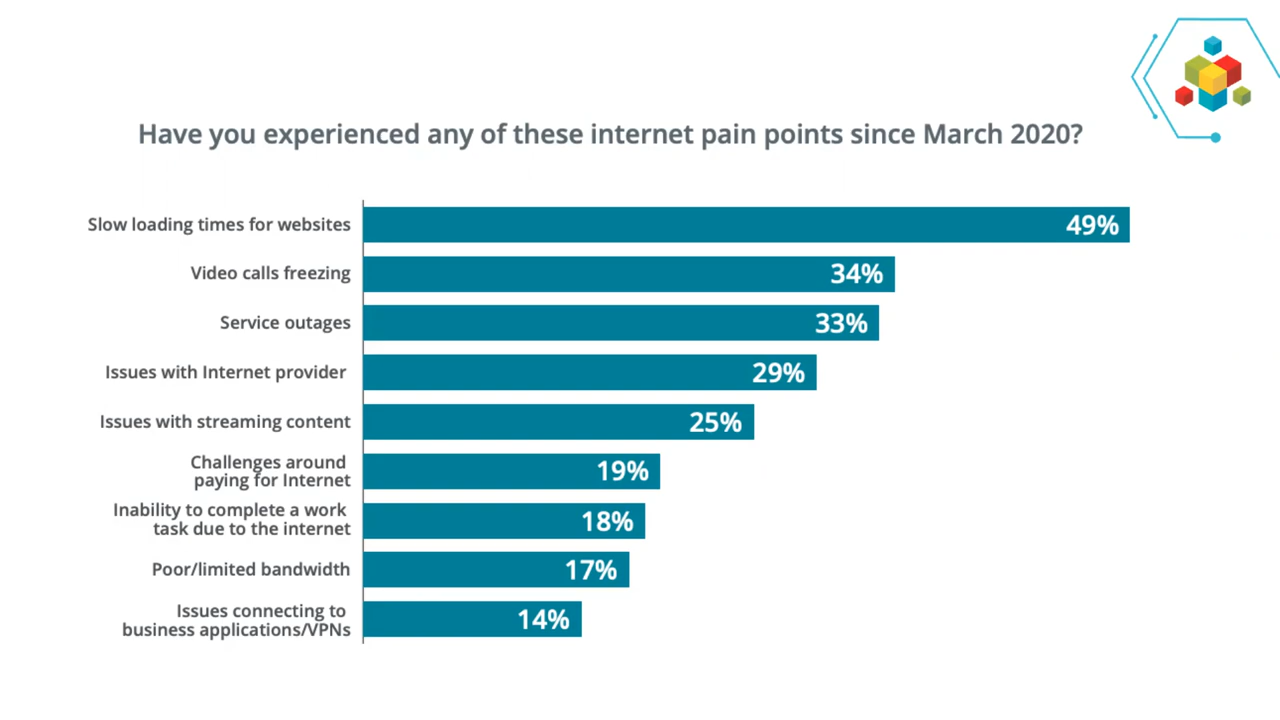 Have you experienced any of these internet pain points since March 2020?
Slow loading times for websites
49%
Video calls freezing
34%
Service outages
33%
Issues with Internet provider
29%
Issues with streaming content
25%
Challenges around
paying for Internet
19%
Inability to complete a work
task due to the internet
18%
Poor/limited bandwidth
17%
Issues connecting to
business applications/VPNs
14%